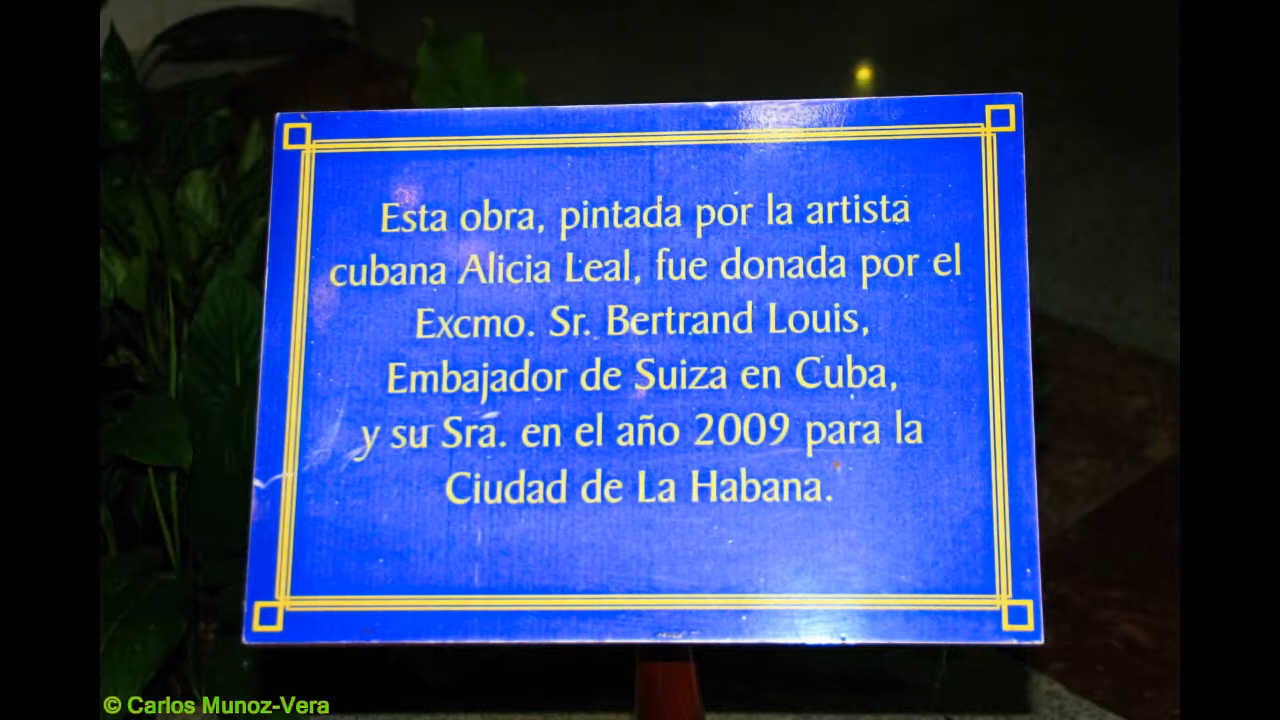 Esta obra, pintada por la artista
cubana Alicia Leal, fue donada por el
Excmo. Sr. Bertrand Louis,
Embajador de Suiza en Cuba,
y su Sra. en el año 2009 para la
Ciudad de La Habana.
© Carlos Munoz-Vera